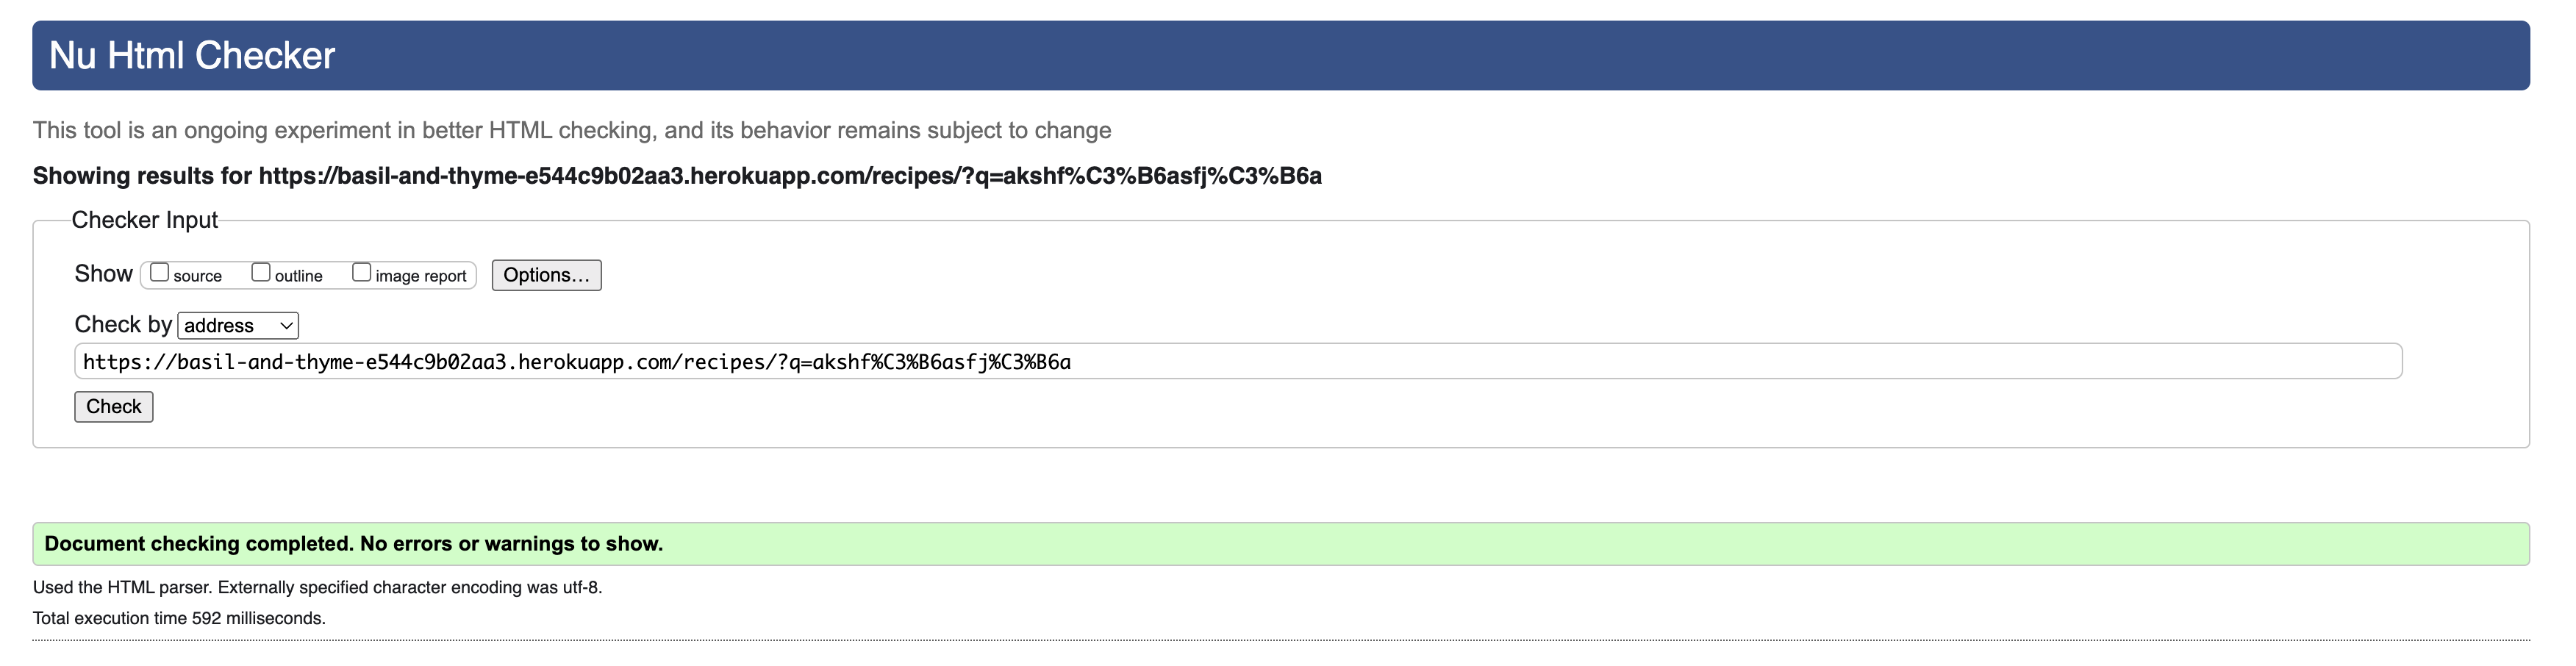 Nu Html Checker
This tool is an ongoing experiment in better HTML checking, and its behavior remains subject to change
Showing results for https://basil-and-thyme-e544c9b02aa3.herokuapp.com/recipes/?q=akshf%C3%B6asfj%C3%B6a
Checker Input
Show source outline image report Options...
Check by address
https://basil-and-thyme-e544c9b02aa3.herokuapp.com/recipes/?q=akshf%C3%B6asfj%C3%B6a
Check
Document checking completed. No errors or warnings to show.
Used the HTML parser. Externally specified character encoding was utf-8.
Total execution time 592 milliseconds.